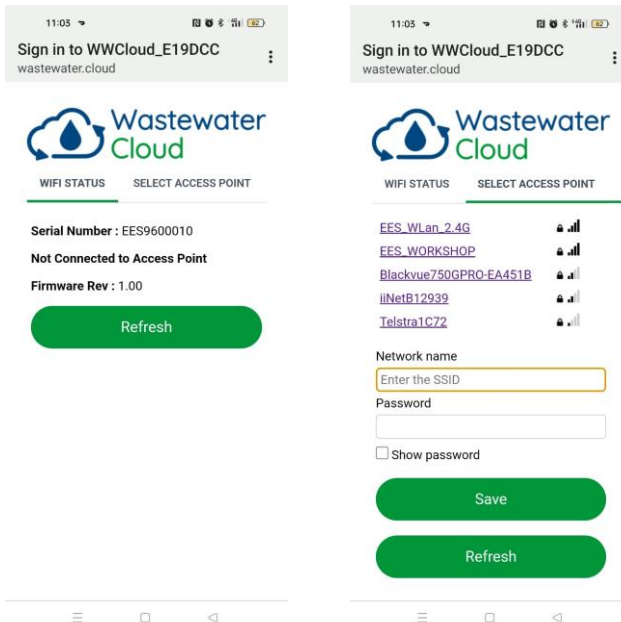 11:03
62
Sign in to WWCloud_E19DCC
wastewater.cloud
Wastewater
Cloud
WIFI STATUS SELECT ACCESS POINT
Serial Number : EES9600010
Not Connected to Access Point
Firmware Rev : 1.00
Refresh
11:03
62
Sign in to WWCloud_E19DCC
wastewater.cloud
Wastewater
Cloud
WIFI STATUS SELECT ACCESS POINT
EES_WLan_2.4G
EES_WORKSHOP
Blackvue750GPRO-EA451B
iiNetB12939
Telstra1C72
Network name
Enter the SSID
Password
Show password
Save
Refresh